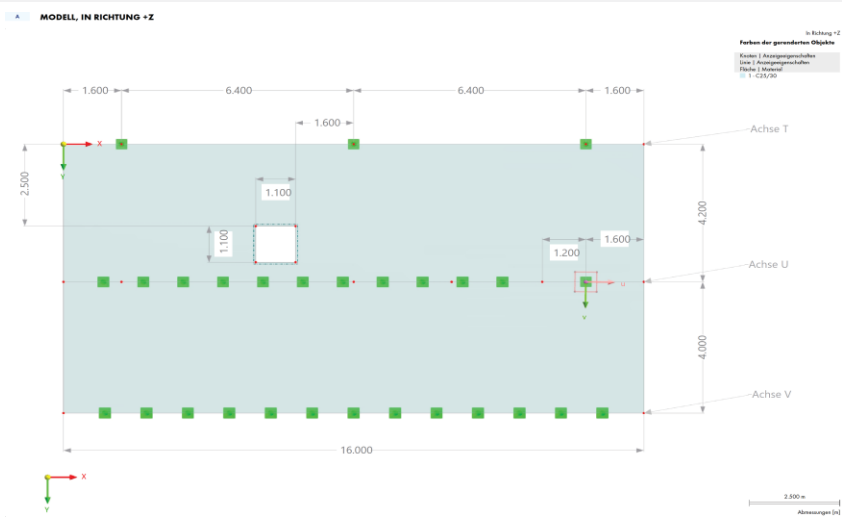 MODELL, IN RICHTUNG +Z
In Richtung +Z
Farben der gerenderten Objekte
Knoten | Anzeigeeigenschaften
Linie | Anzeigeeigenschaften
Fläche | Material
1 - C25/30
1.600
6.400
6.400
1.600
1.600
Achse T
X
Y
2.500
1.100
1.100
4.200
1.600
1.200
Achse U
u
Y
4.000
Achse V
16.000
X
Y
2.500 m
Abmessungen [m]